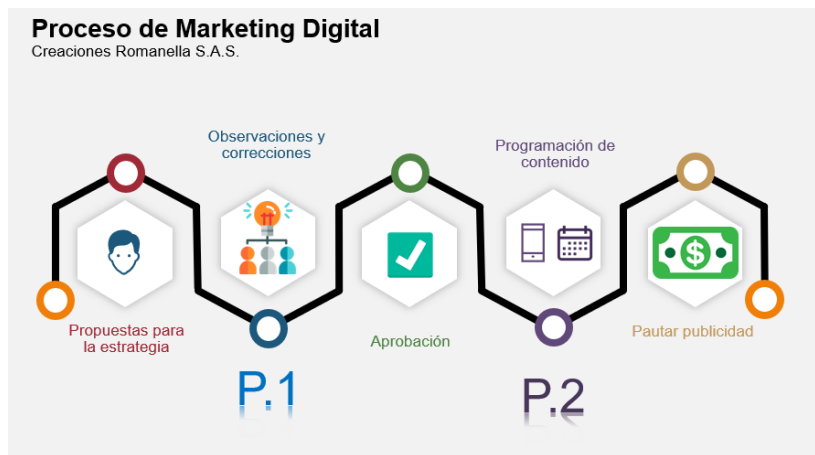 Proceso de Marketing Digital
Creaciones Romanella S.A.S.
Observaciones y
correcciones
Programación de
contenido
Propuestas para
la estrategia
Aprobación
Pautar publicidad
P.1
P.2